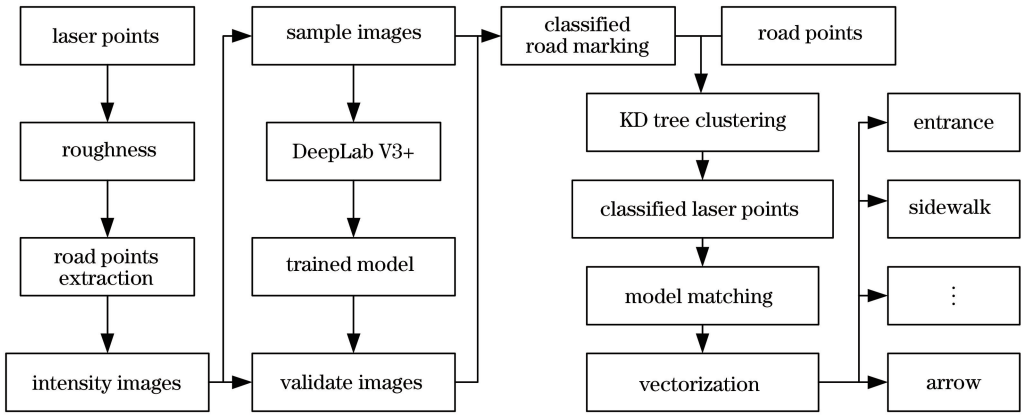 laser points
roughness
road points
extraction
intensity images
sample images
DeepLab V3+
trained model
validate images
classified
road marking
road points
KD tree clustering
classified laser points
model matching
vectorization
entrance
sidewalk
⋮
arrow